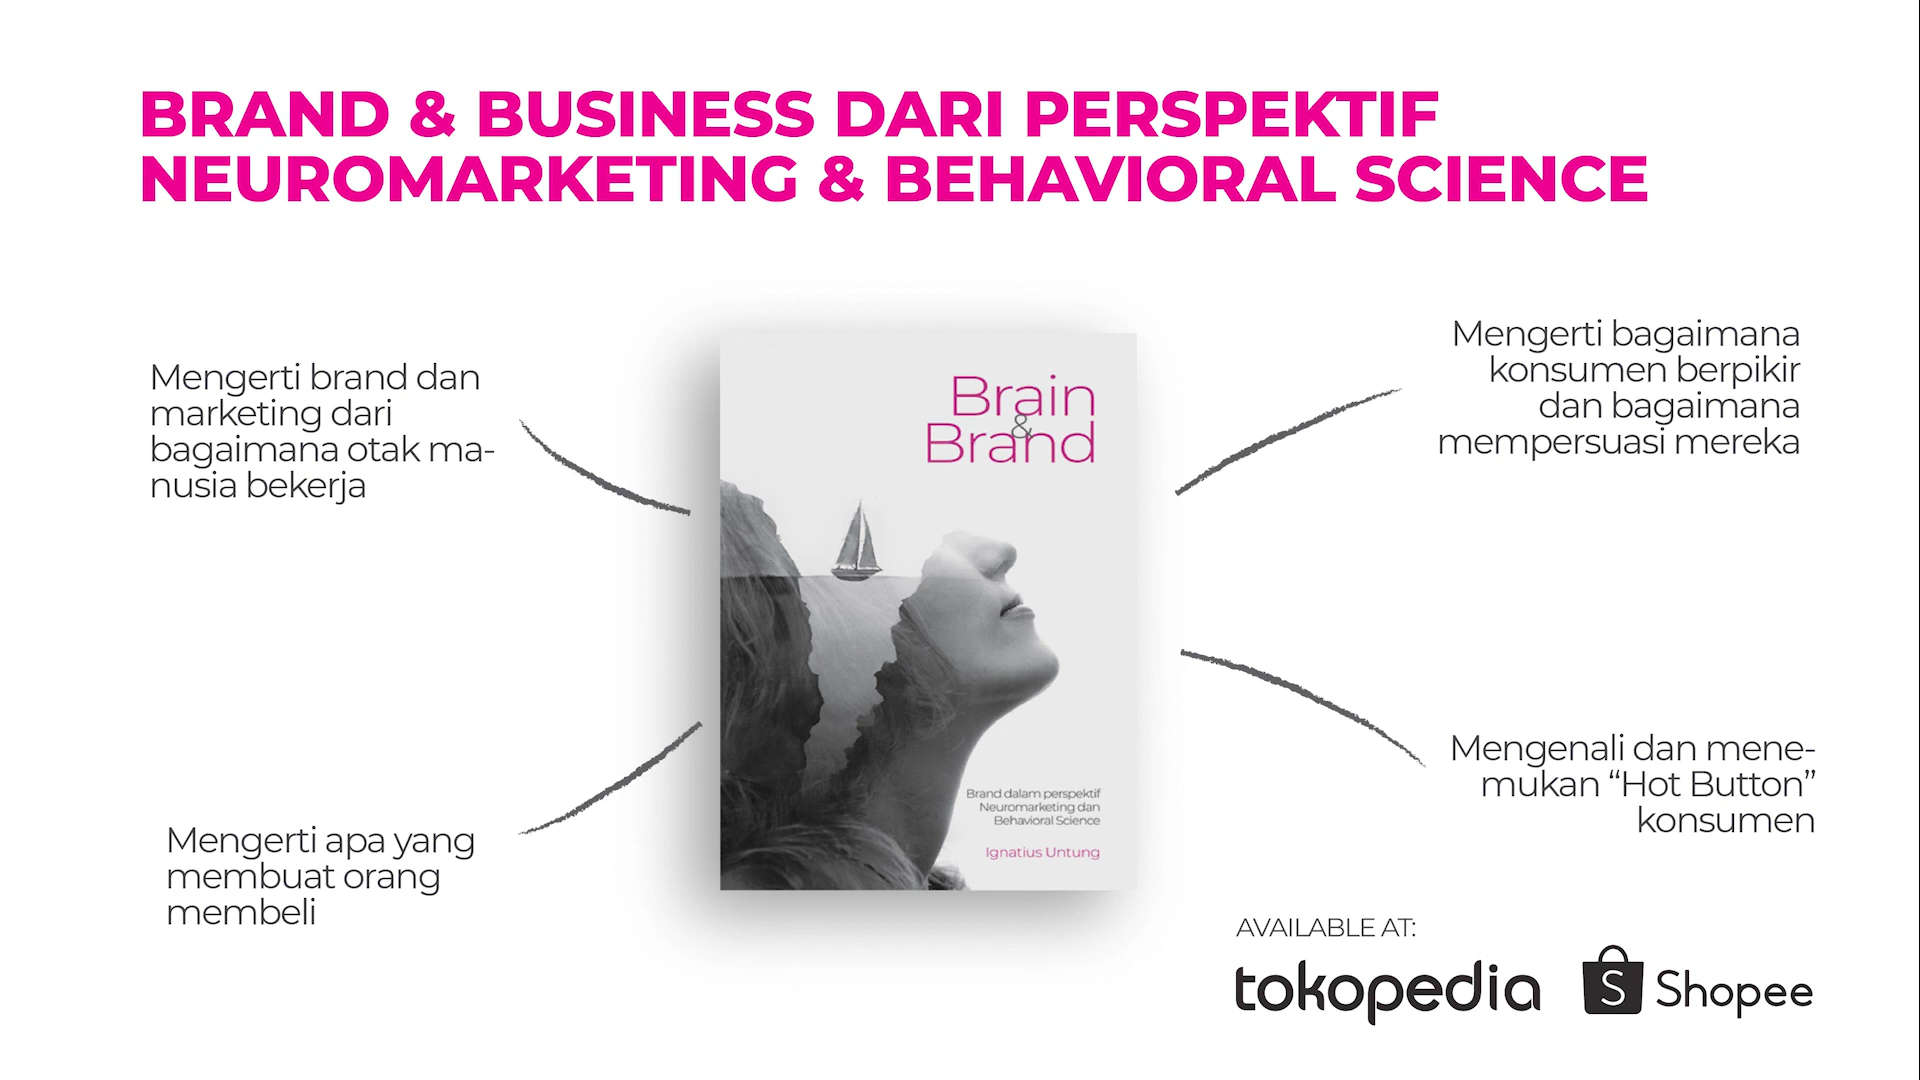 BRAND & BUSINESS DARI PERSPEKTIF
NEUROMARKETING & BEHAVIORAL SCIENCE
Mengerti brand dan
marketing dari
bagaimana otak ma-
nusia bekerja
Mengerti apa yang
membuat orang
membeli
Brain
&
Brand
Brand dalam perspektif
Neuromarketing dan
Behavioral Science
Ignatius Untung
Mengerti bagaimana
konsumen berpikir
dan bagaimana
mempersuasi mereka
Mengenali dan mene-
mukan “Hot Button”
konsumen
AVAILABLE AT:
tokopedia
S Shopee